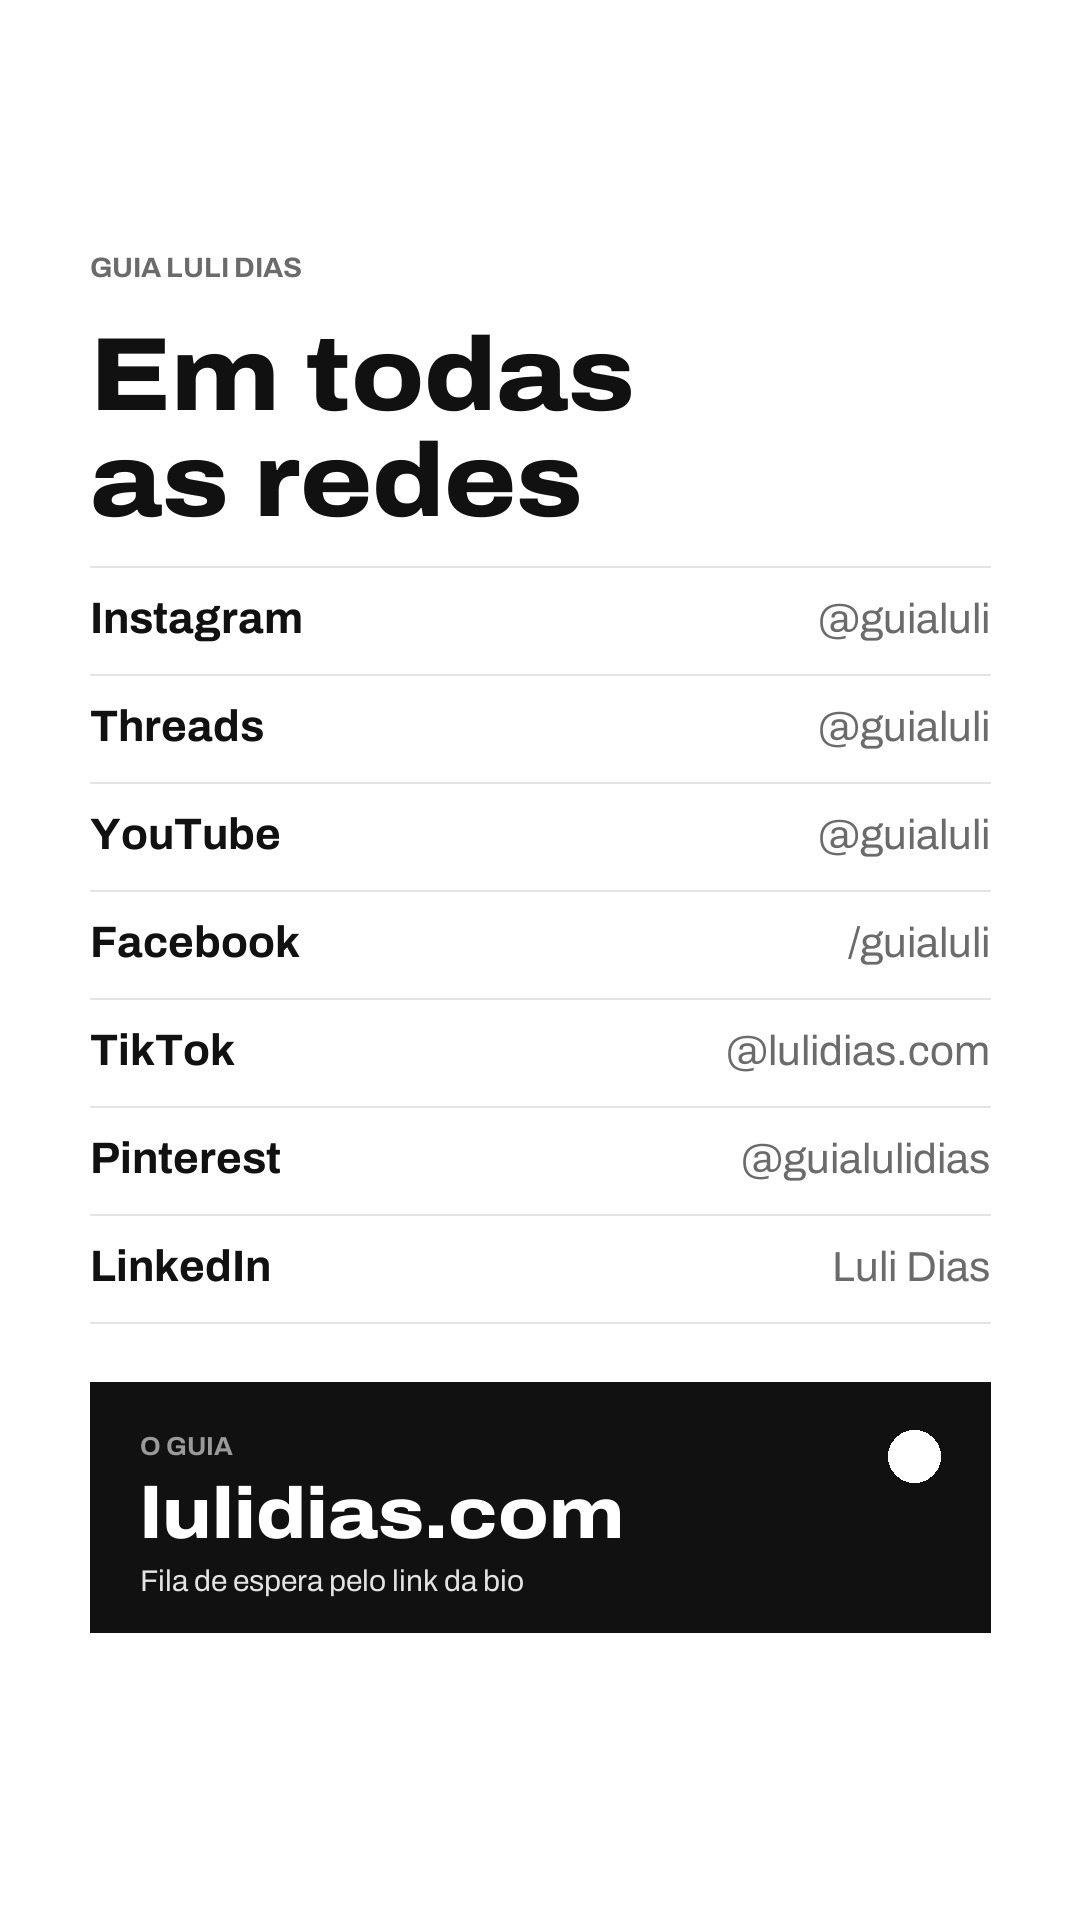 GUIA LULI DIAS
Em todas
as redes
Instagram @guialuli
Threads @guialuli
YouTube @guialuli
Facebook /guialuli
TikTok @lulidias.com
Pinterest @guialulidias
LinkedIn Luli Dias
O GUIA
lulidias.com
Fila de espera pelo link da bio